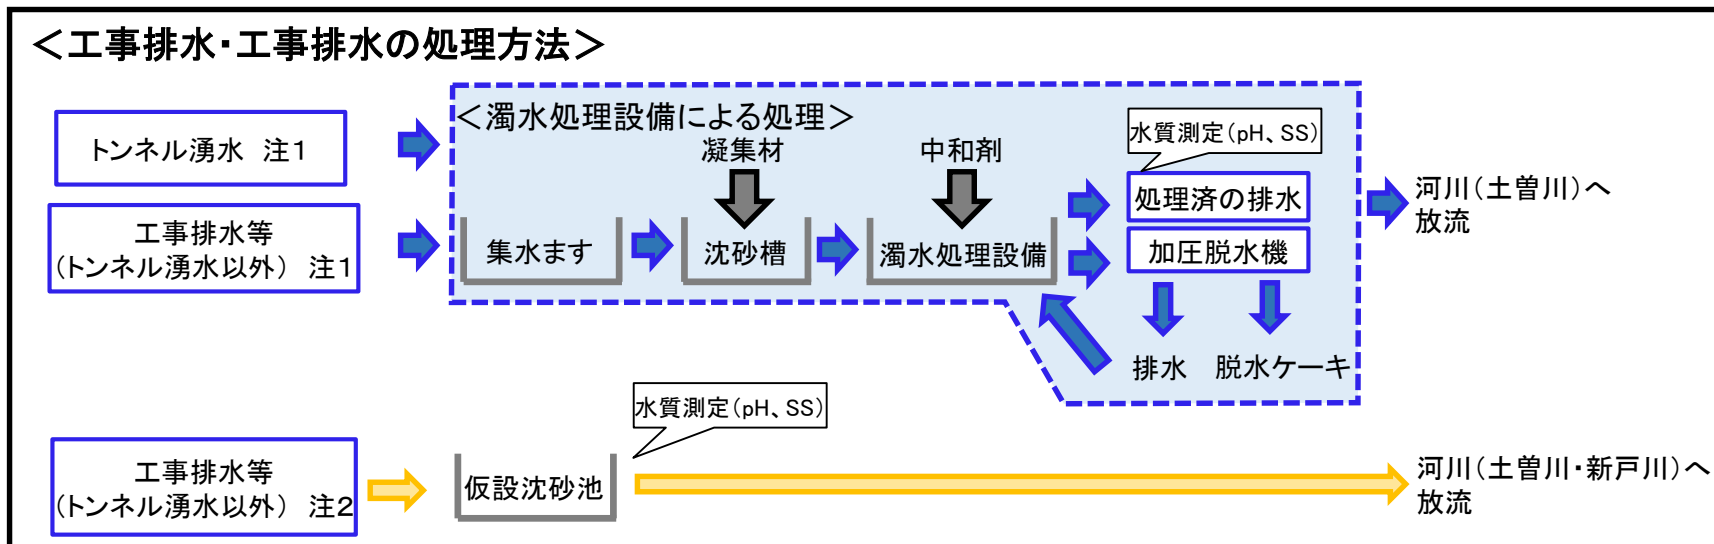 ＜工事排水・工事排水の処理方法＞
トンネル湧水 注１
工事排水等
(トンネル湧水以外) 注１
＜濁水処理設備による処理＞
凝集材
中和剤
集水ます
沈砂槽
濁水処理設備
水質測定(pH、SS)
処理済の排水
加圧脱水機
排水
脱水ケーキ
河川(土曽川)へ
放流
工事排水等
(トンネル湧水以外) 注２
仮設沈砂池
水質測定(pH、SS)
河川(土曽川・新戸川)へ
放流